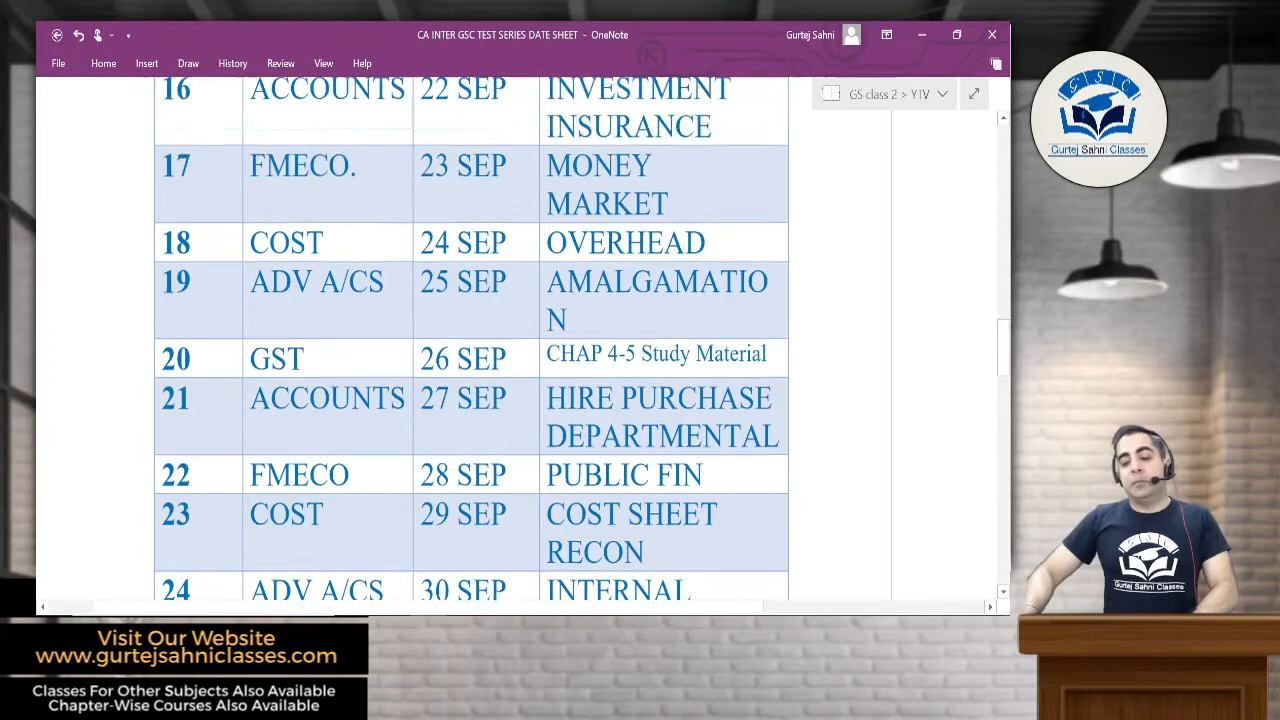 CA INTER GSC TEST SERIES DATE SHEET - OneNote
Gurtej Sahni
File Home Insert Draw History Review View Help
GS class 2 > Y1V
16 ACCOUNTS 22 SEP INVESTMENT
INSURANCE
17 FMECO. 23 SEP MONEY
MARKET
18 COST 24 SEP OVERHEAD
19 ADV A/CS 25 SEP AMALGAMATIO
N
20 GST 26 SEP CHAP 4-5 Study Material
21 ACCOUNTS 27 SEP HIRE PURCHASE
DEPARTMENTAL
22 FMECO 28 SEP PUBLIC FIN
23 COST 29 SEP COST SHEET
RECON
24 ADV A/CS 30 SEP INTERNAL
GSC
Gurtej Sahni Classes
GSC
Gurtej Sahni Classes
Visit Our Website
www.gurtejsahniclasses.com
Classes For Other Subjects Also Available
Chapter-Wise Courses Also Available